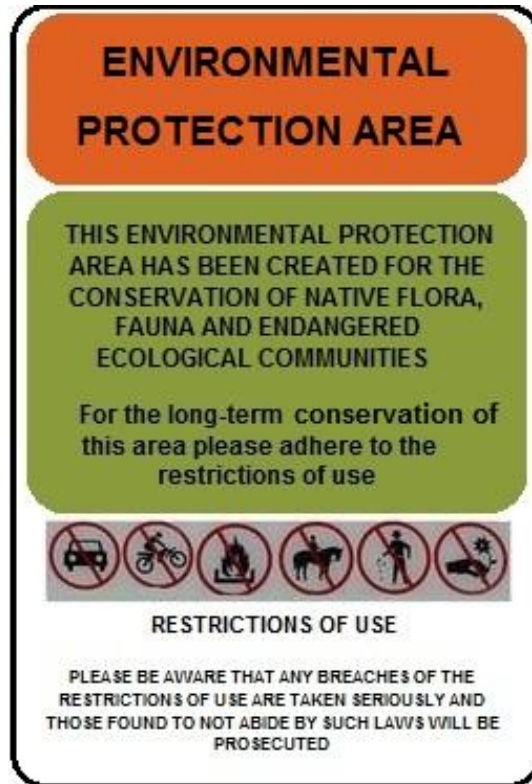 ENVIRONMENTAL
PROTECTION AREA
THIS ENVIRONMENTAL PROTECTION
AREA HAS BEEN CREATED FOR THE
CONSERVATION OF NATIVE FLORA,
FAUNA AND ENDANGERED
ECOLOGICAL COMMUNITIES
For the long-term conservation of
this area please adhere to the
restrictions of use
RESTRICTIONS OF USE
PLEASE BE AWARE THAT ANY BREACHES OF THE
RESTRICTIONS OF USE ARE TAKEN SERIOUSLY AND
THOSE FOUND TO NOT ABIDE BY SUCH LAWS WILL BE
PROSECUTED